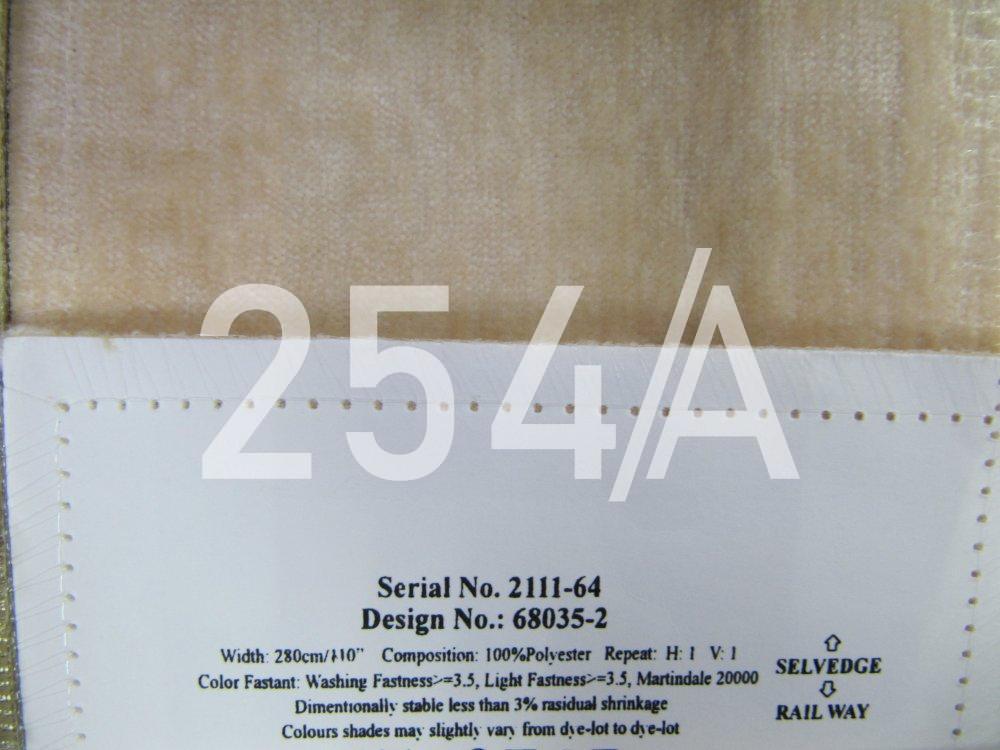 254/A
Serial No. 2111-64
Design No.: 68035-2
Width: 280cm/110" Composition: 100%Polyester Repeat: H: 1 V: 1
Color Fastant: Washing Fastness>=3.5, Light Fastness>=3.5, Martindale 20000
Dimentionally stable less than 3% rasidual shrinkage
Colours shades may slightly vary from dye-lot to dye-lot
SELVEDGE
RAIL WAY